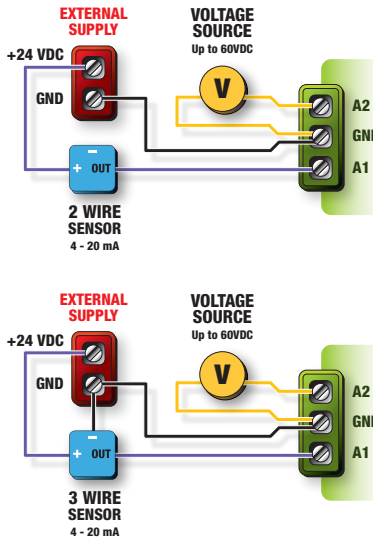 EXTERNAL
SUPPLY
VOLTAGE
SOURCE
Up to 60VDC
+24 VDC
GND
V
A2
GND
A1
+
−
OUT
2 WIRE
SENSOR
4 - 20 mA
EXTERNAL
SUPPLY
VOLTAGE
SOURCE
Up to 60VDC
+24 VDC
GND
V
A2
GND
A1
+
−
OUT
3 WIRE
SENSOR
4 - 20 mA